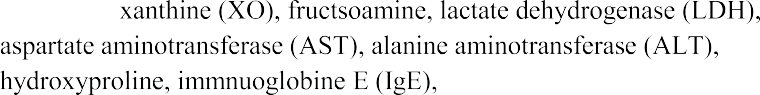 xanthine (XO), fructsoamine, lactate dehydrogenase (LDH),
aspartate aminotransferase (AST), alanine aminotransferase (ALT),
hydroxyproline, immnuoglobine E (IgE),